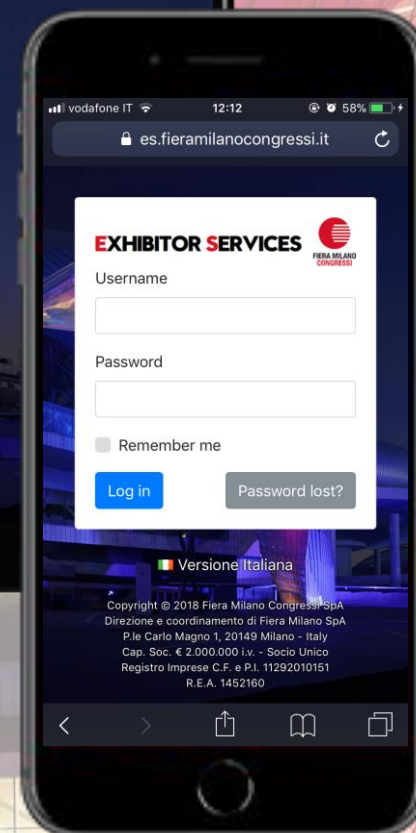 vodafone IT 12:12 58%
es.fieramilanocongressi.it
EXHIBITOR SERVICES
FIERA MILANO
CONGRESSI
Username
Password
Remember me
Log in Password lost?
Versione Italiana
Copyright © 2018 Fiera Milano Congressi SpA
Direzione e coordinamento di Fiera Milano SpA
P.le Carlo Magno 1, 20149 Milano - Italy
Cap. Soc. € 2.000.000 i.v. - Socio Unico
Registro Imprese C.F. e P.I. 11292010151
R.E.A. 1452160